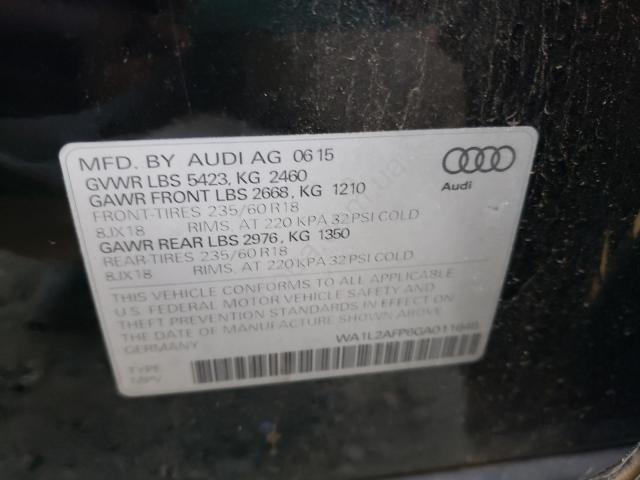 MFD. BY AUDI AG 06 15
GVWR LBS 5423, KG 2460
GAWR FRONT LBS 2668, KG 1210
FRONT-TIRES 235/60 R18
8JX18 RIMS, AT 220 KPA 32 PSI COLD
GAWR REAR LBS 2976, KG 1350
REAR-TIRES 235/60 R18
8JX18 RIMS, AT 220 KPA 32 PSI COLD
Audi
THIS VEHICLE CONFORMS TO ALL APPLICABLE
U.S. FEDERAL MOTOR VEHICLE SAFETY AND
THEFT PREVENTION STANDARDS IN EFFECT ON
THE DATE OF MANUFACTURE SHOWN ABOVE.
GERMANY
TYPE
: MPV